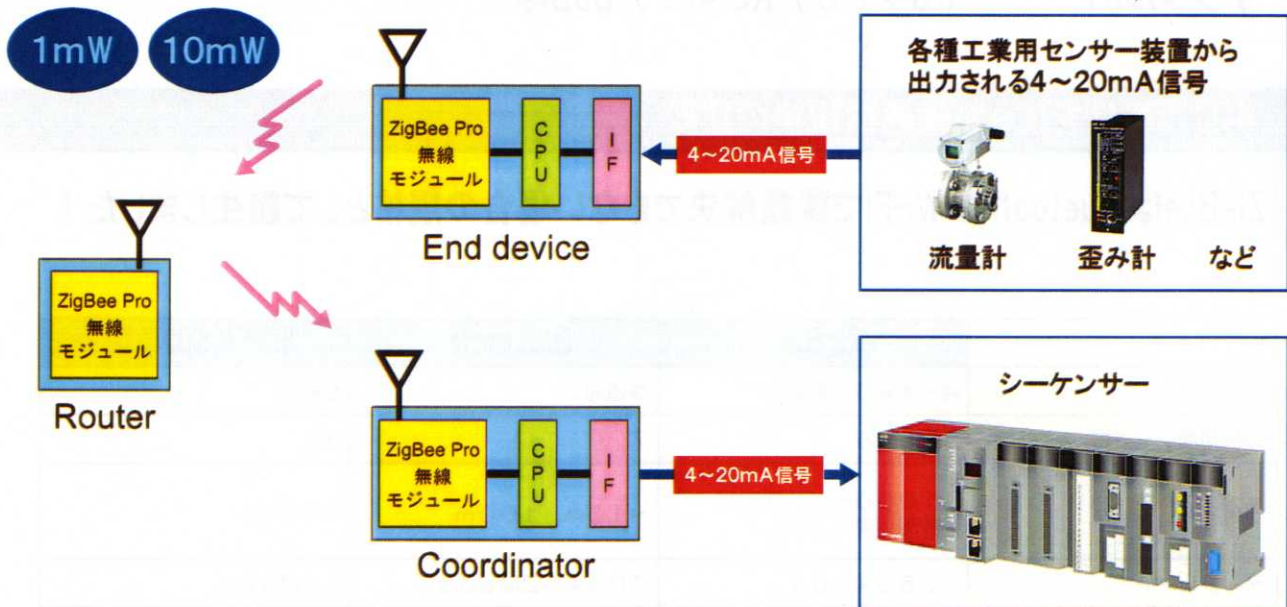 1mW
10mW
ZigBee Pro
無線
モジュール
CPU
IF
End device
4～20mA信号
各種工業用センサー装置から
出力される4～20mA信号
流量計
歪み計
など
ZigBee Pro
無線
モジュール
Router
ZigBee Pro
無線
モジュール
CPU
IF
Coordinator
4～20mA信号
シーケンサー